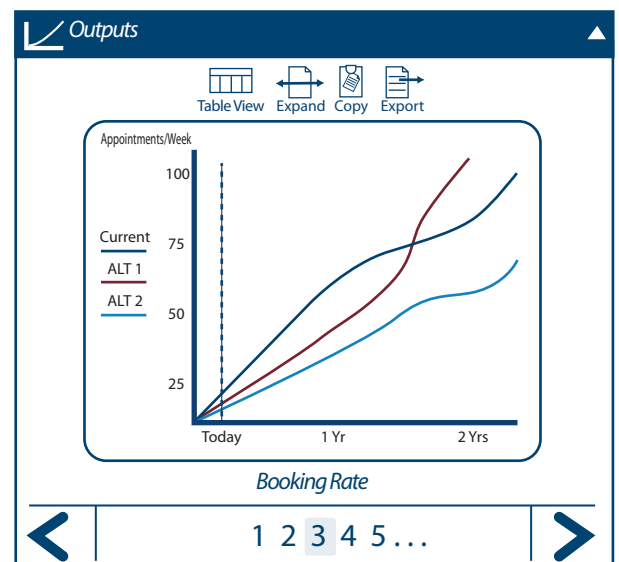 Outputs
Table View Expand Copy Export
Appointments/Week
100
Current
75
ALT 1
ALT 2
50
25
Today 1 Yr 2 Yrs
Booking Rate
1 2 3 4 5 . . .